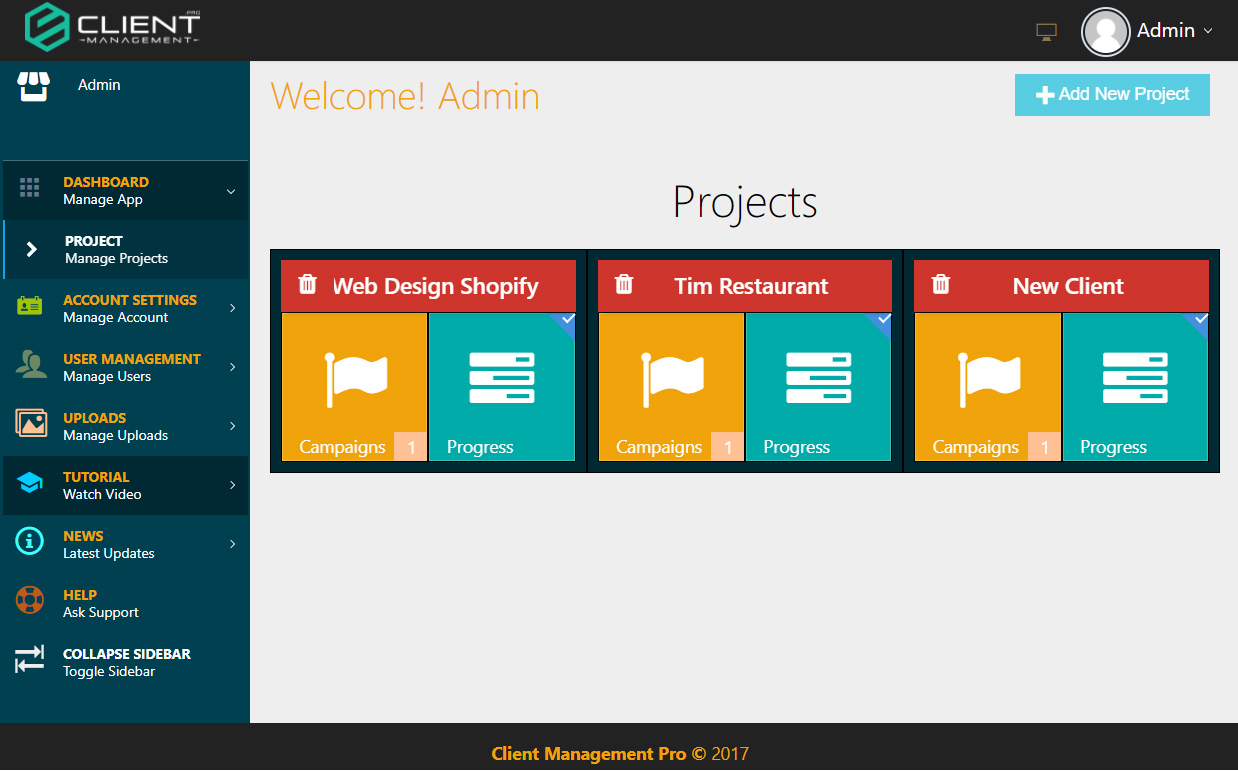 CLIENT PRO
-MANAGEMENT-
Admin
Admin
Welcome! Admin
Add New Project
DASHBOARD
Manage App
PROJECT
Manage Projects
ACCOUNT SETTINGS
Manage Account
USER MANAGEMENT
Manage Users
UPLOADS
Manage Uploads
TUTORIAL
Watch Video
NEWS
Latest Updates
HELP
Ask Support
COLLAPSE SIDEBAR
Toggle Sidebar
Projects
Web Design Shopify
Campaigns 1
Progress
Tim Restaurant
Campaigns 1
Progress
New Client
Campaigns 1
Progress
Client Management Pro © 2017